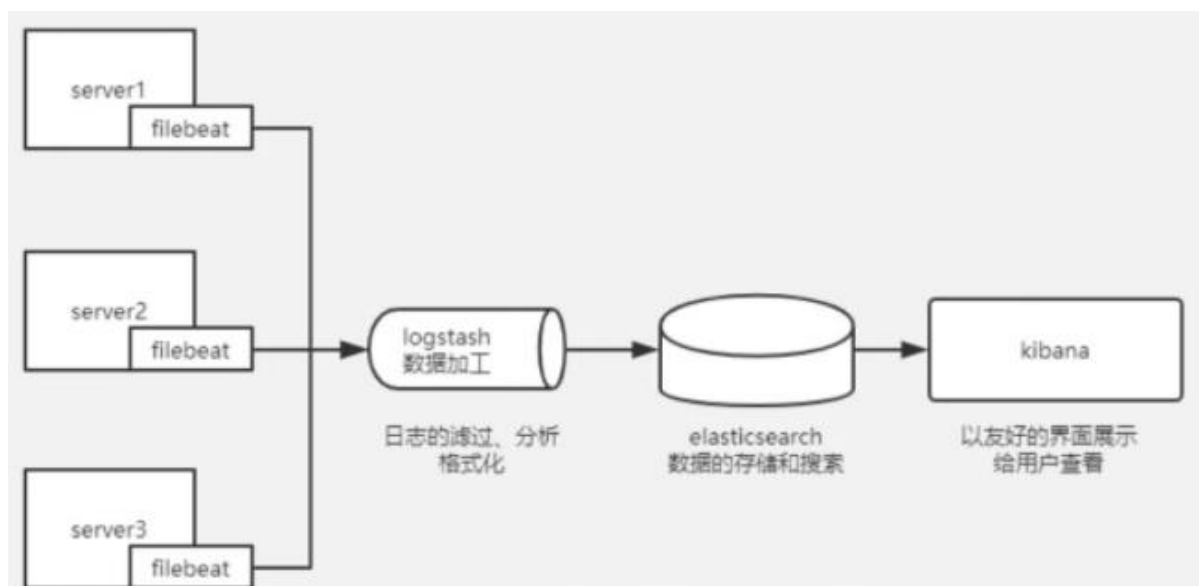 server1
filebeat
server2
filebeat
server3
filebeat
logstash
数据加工
日志的滤过、分析
格式化
elasticsearch
数据的存储和搜索
kibana
以友好的界面展示
给用户查看